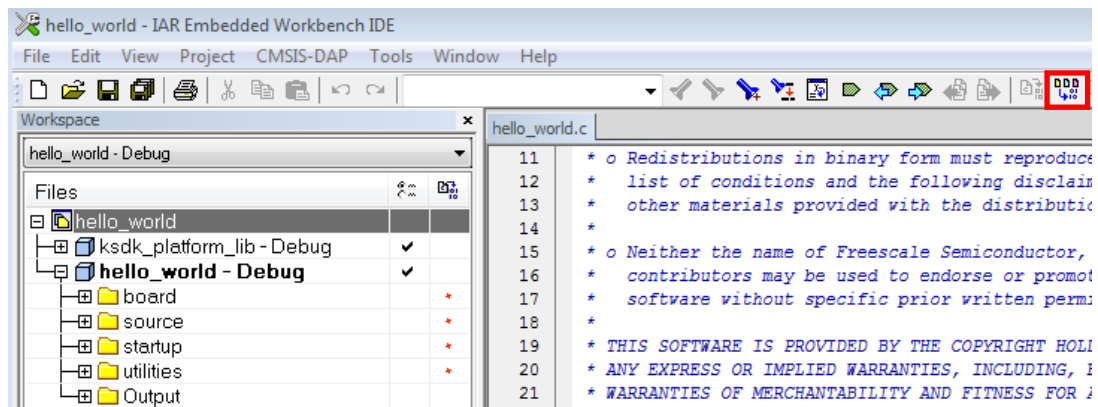 hello_world - IAR Embedded Workbench IDE
File Edit View Project CMSIS-DAP Tools Window Help
Workspace
hello_world - Debug
Files
hello_world
ksdk_platform_lib - Debug
hello_world - Debug
board
source
startup
utilities
Output
hello_world.c
11 * o Redistributions in binary form must reproduce
12 * list of conditions and the following disclaim
13 * other materials provided with the distributio
14 *
15 * o Neither the name of Freescale Semiconductor,
16 * contributors may be used to endorse or promot
17 * software without specific prior written permi
18 *
19 * THIS SOFTWARE IS PROVIDED BY THE COPYRIGHT HOL
20 * ANY EXPRESS OR IMPLIED WARRANTIES, INCLUDING,
21 * WARRANTIES OF MERCHANTABILITY AND FITNESS FOR